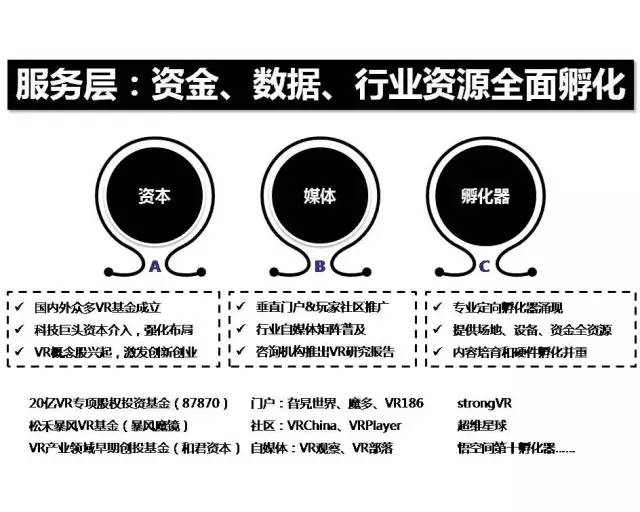 服务层：资金、数据、行业资源全面孵化
资本
媒体
孵化器
A
B
C
✓ 国内外众多VR基金成立
✓ 科技巨头资本介入，强化布局
✓ VR概念股兴起，激发创新创业
✓ 垂直门户&玩家社区推广
✓ 行业自媒体矩阵普及
✓ 咨询机构推出VR研究报告
✓ 专业定向孵化器涌现
✓ 提供场地、设备、资金全资源
✓ 内容培育和硬件孵化并重
20亿VR专项股权投资基金（87870）
松禾暴风VR基金（暴风魔镜）
VR产业领域早期创投基金（和君资本）
门户：旮旯世界、魔多、VR186
社区：VRChina、VRPlayer
自媒体：VR观察、VR部落
strongVR
超维星球
悟空间第十孵化器......